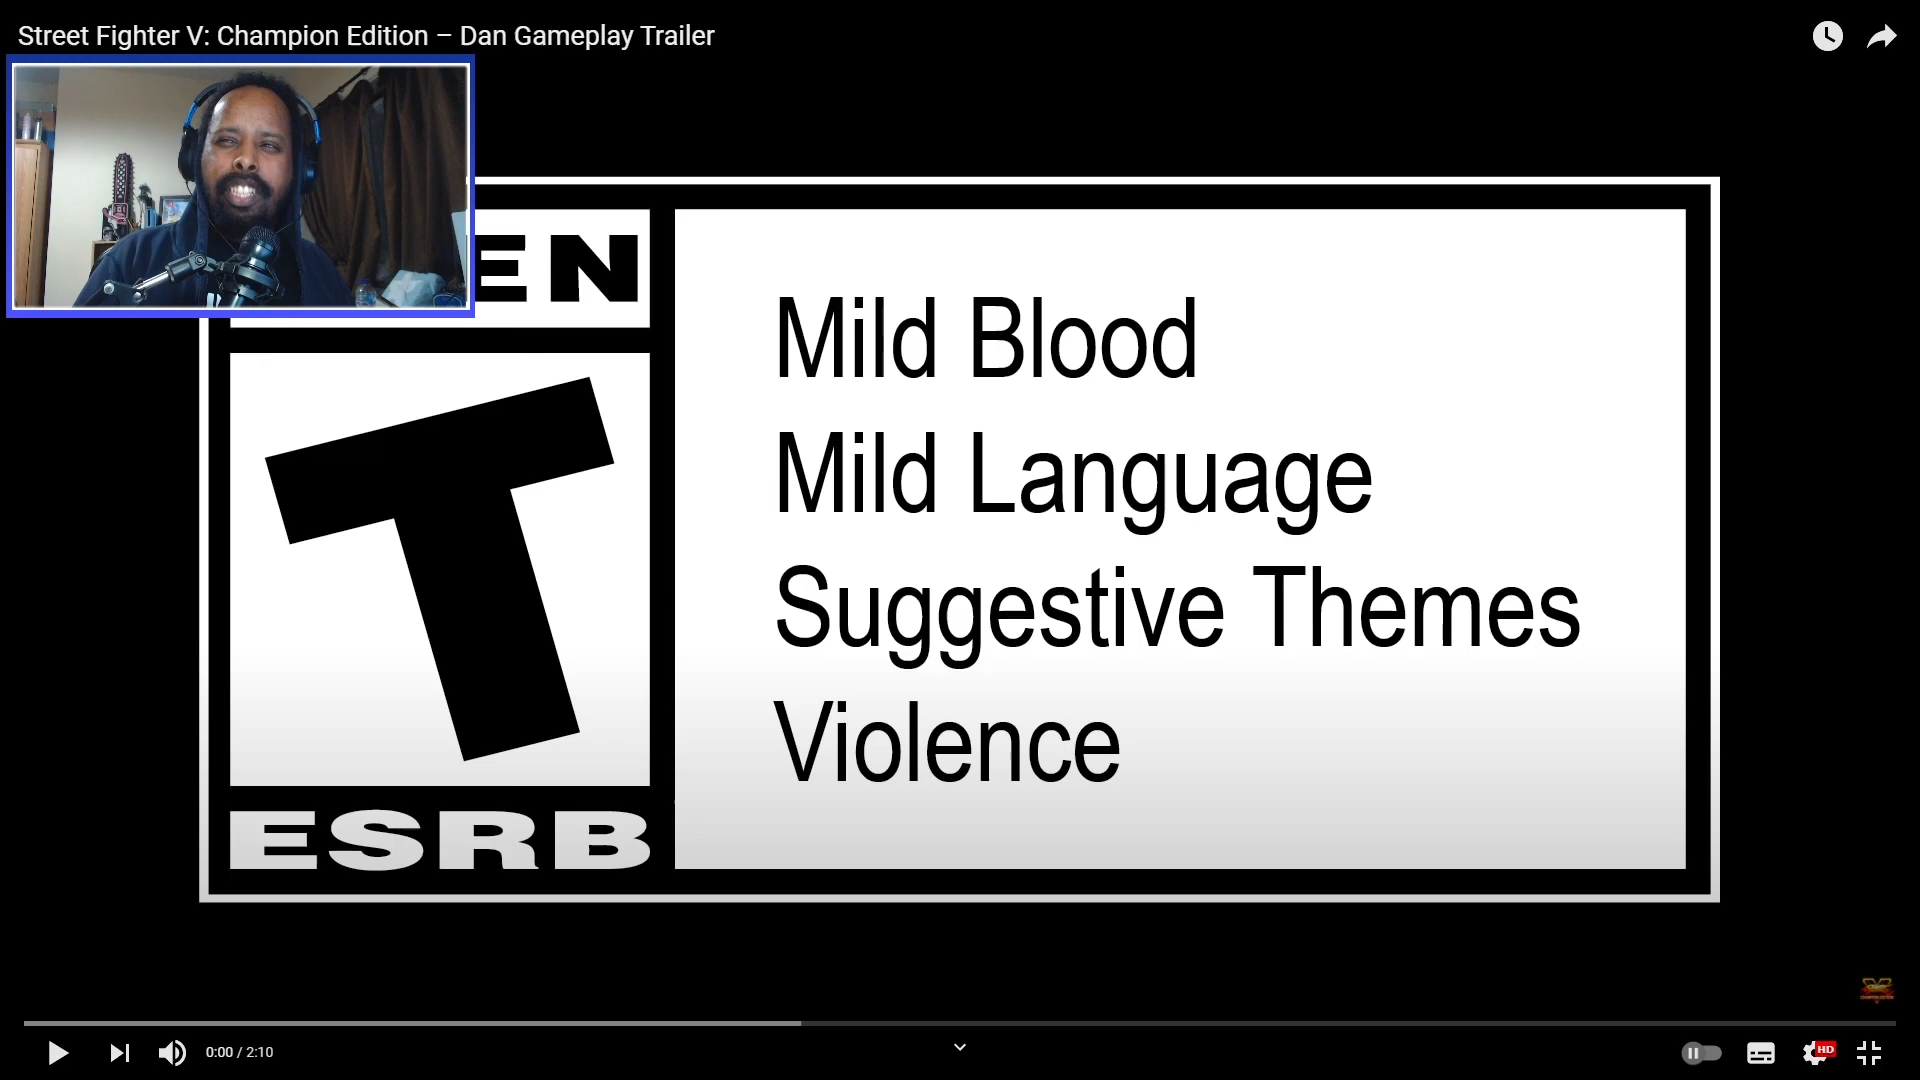 Street Fighter V: Champion Edition – Dan Gameplay Trailer
EN
T
ESRB
Mild Blood
Mild Language
Suggestive Themes
Violence
0:00 / 2:10
HD